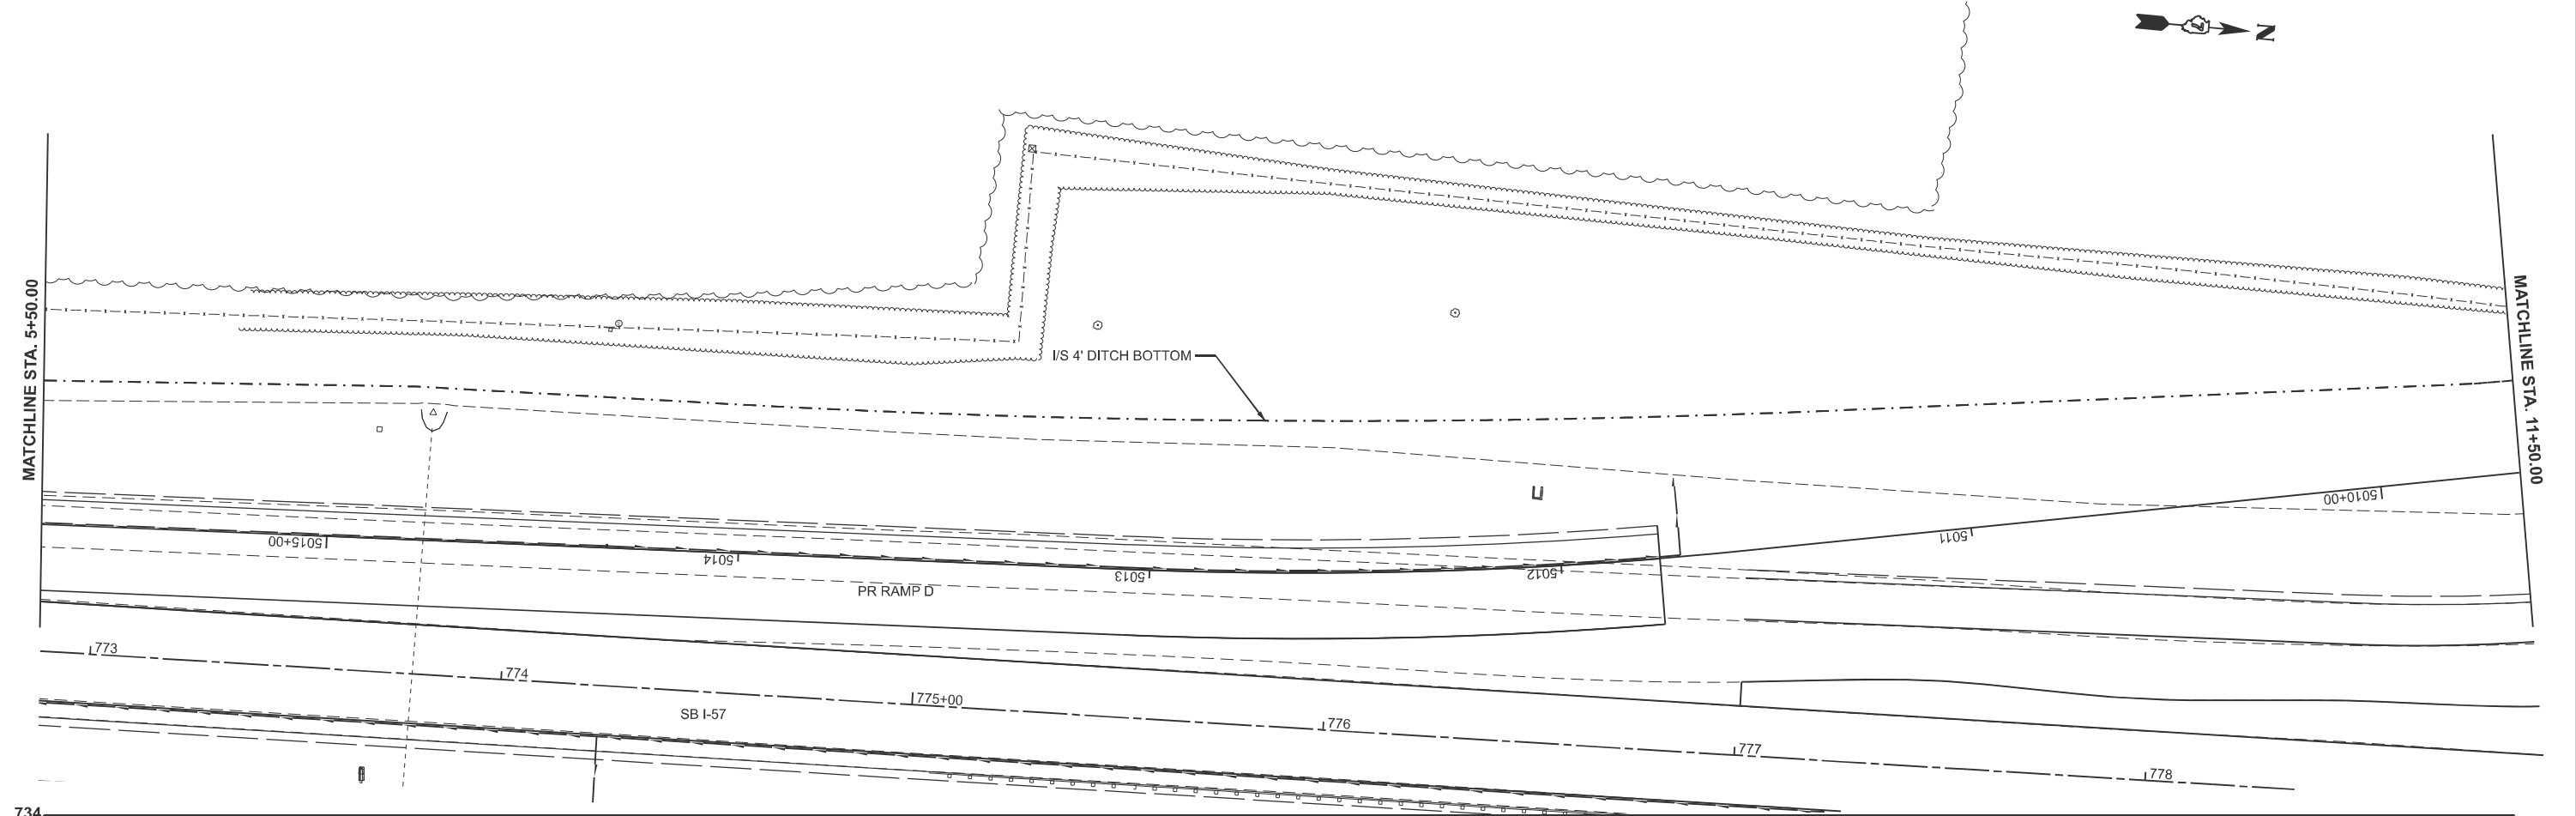 N
MATCHLINE STA. 5+50.00
MATCHLINE STA. 11+50.00
I/S 4' DITCH BOTTOM
5010+00
5011
5012
5013
5014
5015+00
PR RAMP D
773
774
775+00
776
777
778
SB I-57
734